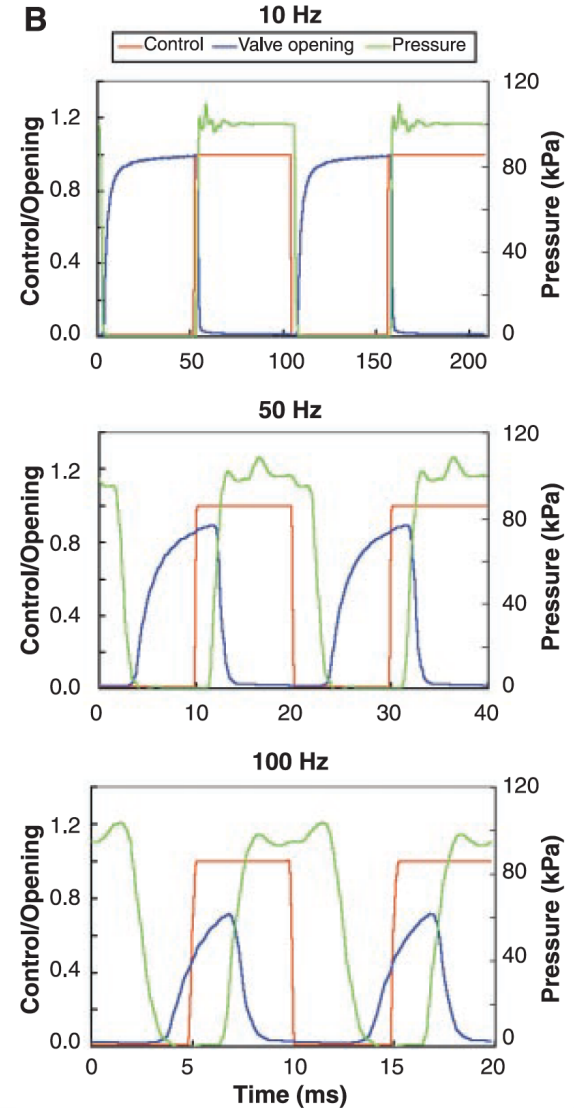 B
10 Hz
Control Valve opening Pressure
Control/Opening
1.2
0.8
0.4
0.0
120
80
40
0
Pressure (kPa)
0 50 100 150 200
50 Hz
Control/Opening
1.2
0.8
0.4
0.0
120
80
40
0
Pressure (kPa)
0 10 20 30 40
100 Hz
Control/Opening
1.2
0.8
0.4
0.0
120
80
40
0
Pressure (kPa)
0 5 10 15 20
Time (ms)